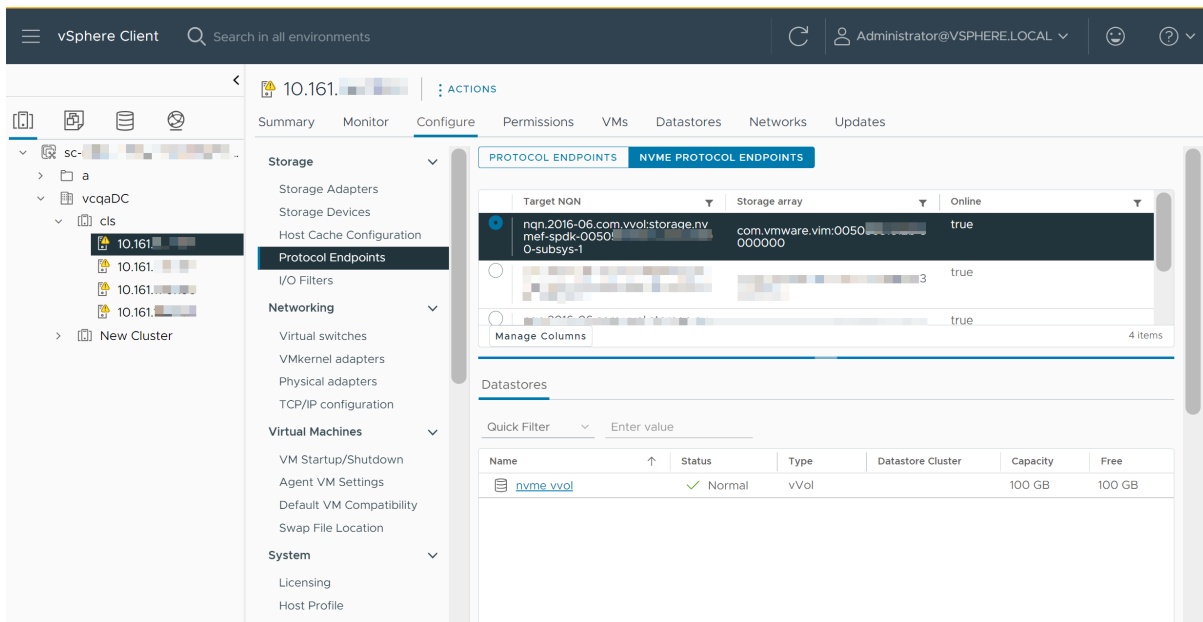 vSphere Client
Search in all environments
Administrator@VSPHERE.LOCAL
10.161.
ACTIONS
Summary Monitor Configure Permissions VMs Datastores Networks Updates
sc-
a
vcqaDC
cls
10.161.
10.161.
10.161.
10.161.
New Cluster
Storage
Storage Adapters
Storage Devices
Host Cache Configuration
Protocol Endpoints
I/O Filters
Networking
Virtual switches
VMkernel adapters
Physical adapters
TCP/IP configuration
Virtual Machines
VM Startup/Shutdown
Agent VM Settings
Default VM Compatibility
Swap File Location
System
Licensing
Host Profile
PROTOCOL ENDPOINTS NVME PROTOCOL ENDPOINTS
Target NQN Storage array Online
nqn.2016-06.com.vvol:storage.nv
mef-spdk-0050
0-subsys-1
com.vmware.vim:0050
000000
true
3
true
true
Manage Columns 4 items
Datastores
Quick Filter Enter value
Name Status Type Datastore Cluster Capacity Free
nvme vvol Normal vVol 100 GB 100 GB